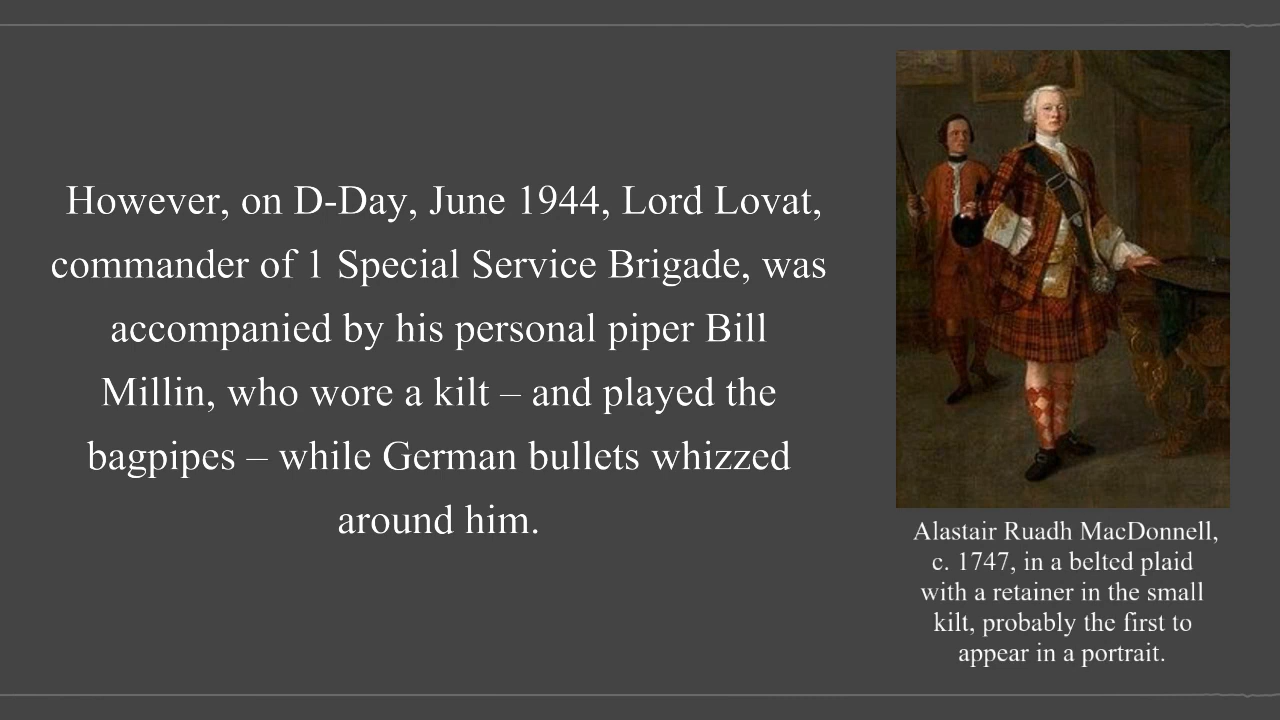 However, on D-Day, June 1944, Lord Lovat,
commander of 1 Special Service Brigade, was
accompanied by his personal piper Bill
Millin, who wore a kilt – and played the
bagpipes – while German bullets whizzed
around him.
Alastair Ruadh MacDonnell,
c. 1747, in a belted plaid
with a retainer in the small
kilt, probably the first to
appear in a portrait.